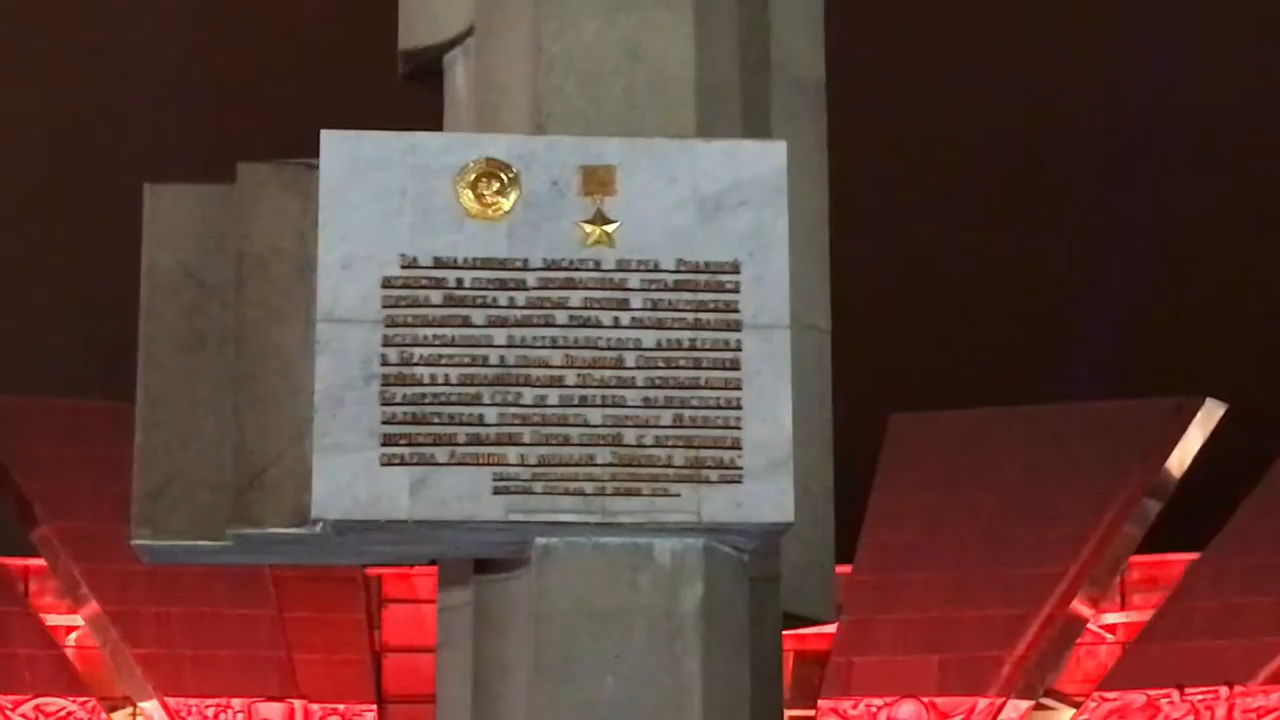 За выдающиеся заслуги перед Родиной
мужество и героизм, проявленные трудящимися
города Минска в борьбе против гитлеровских
оккупантов, большую роль в развертывании
всенародного партизанского движения
в Белоруссии в годы Великой Отечественной
войны и в ознаменование 30-летия освобождения
Белорусской ССР от немецко-фашистских
захватчиков присвоить городу Минску
почетное звание Город-герой с вручением
ордена Ленина и медали "Золотая Звезда"